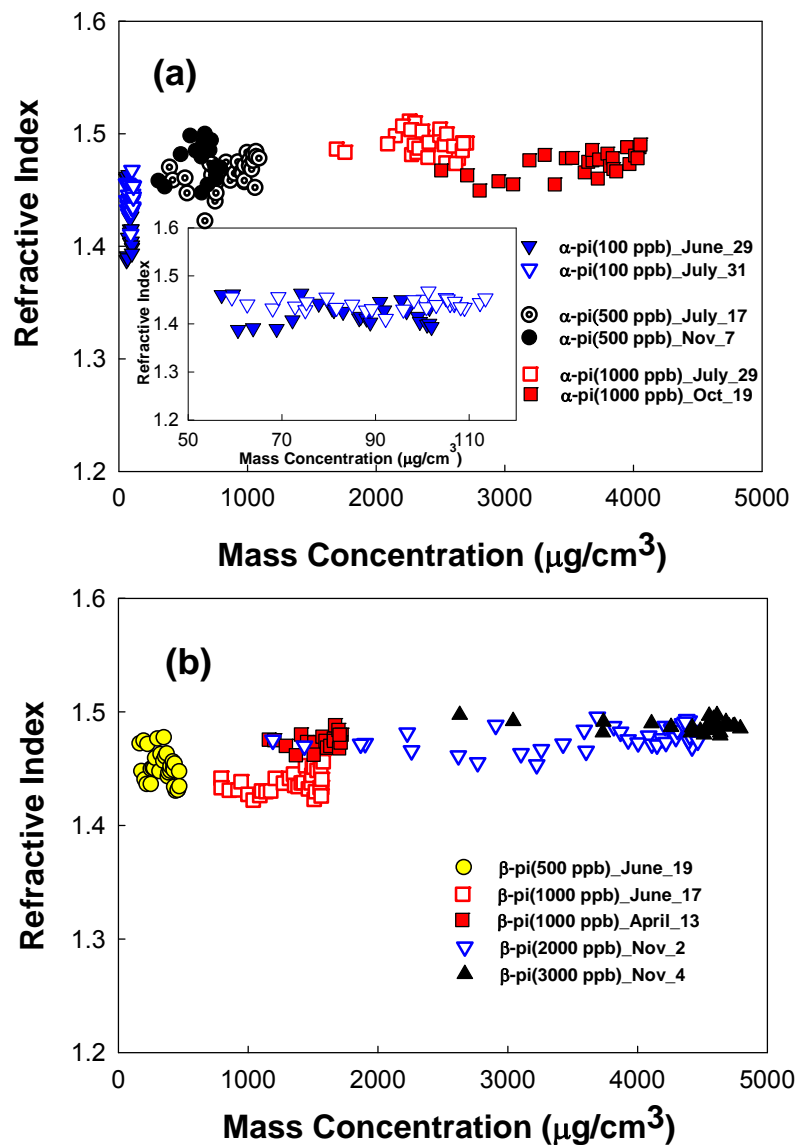 1.6
(a)
1.5
1.4
1.3
1.2
Refractive Index
1.6
1.5
1.4
1.3
1.2
Refractive Index
50 70 90 110
Mass Concentration (μg/cm³)
α-pi(100 ppb)_June_29
α-pi(100 ppb)_July_31
α-pi(500 ppb)_July_17
α-pi(500 ppb)_Nov_7
α-pi(1000 ppb)_July_29
α-pi(1000 ppb)_Oct_19
0 1000 2000 3000 4000 5000
Mass Concentration (μg/cm³)
1.6
(b)
1.5
1.4
1.3
1.2
Refractive Index
β-pi(500 ppb)_June_19
β-pi(1000 ppb)_June_17
β-pi(1000 ppb)_April_13
β-pi(2000 ppb)_Nov_2
β-pi(3000 ppb)_Nov_4
0 1000 2000 3000 4000 5000
Mass Concentration (μg/cm³)